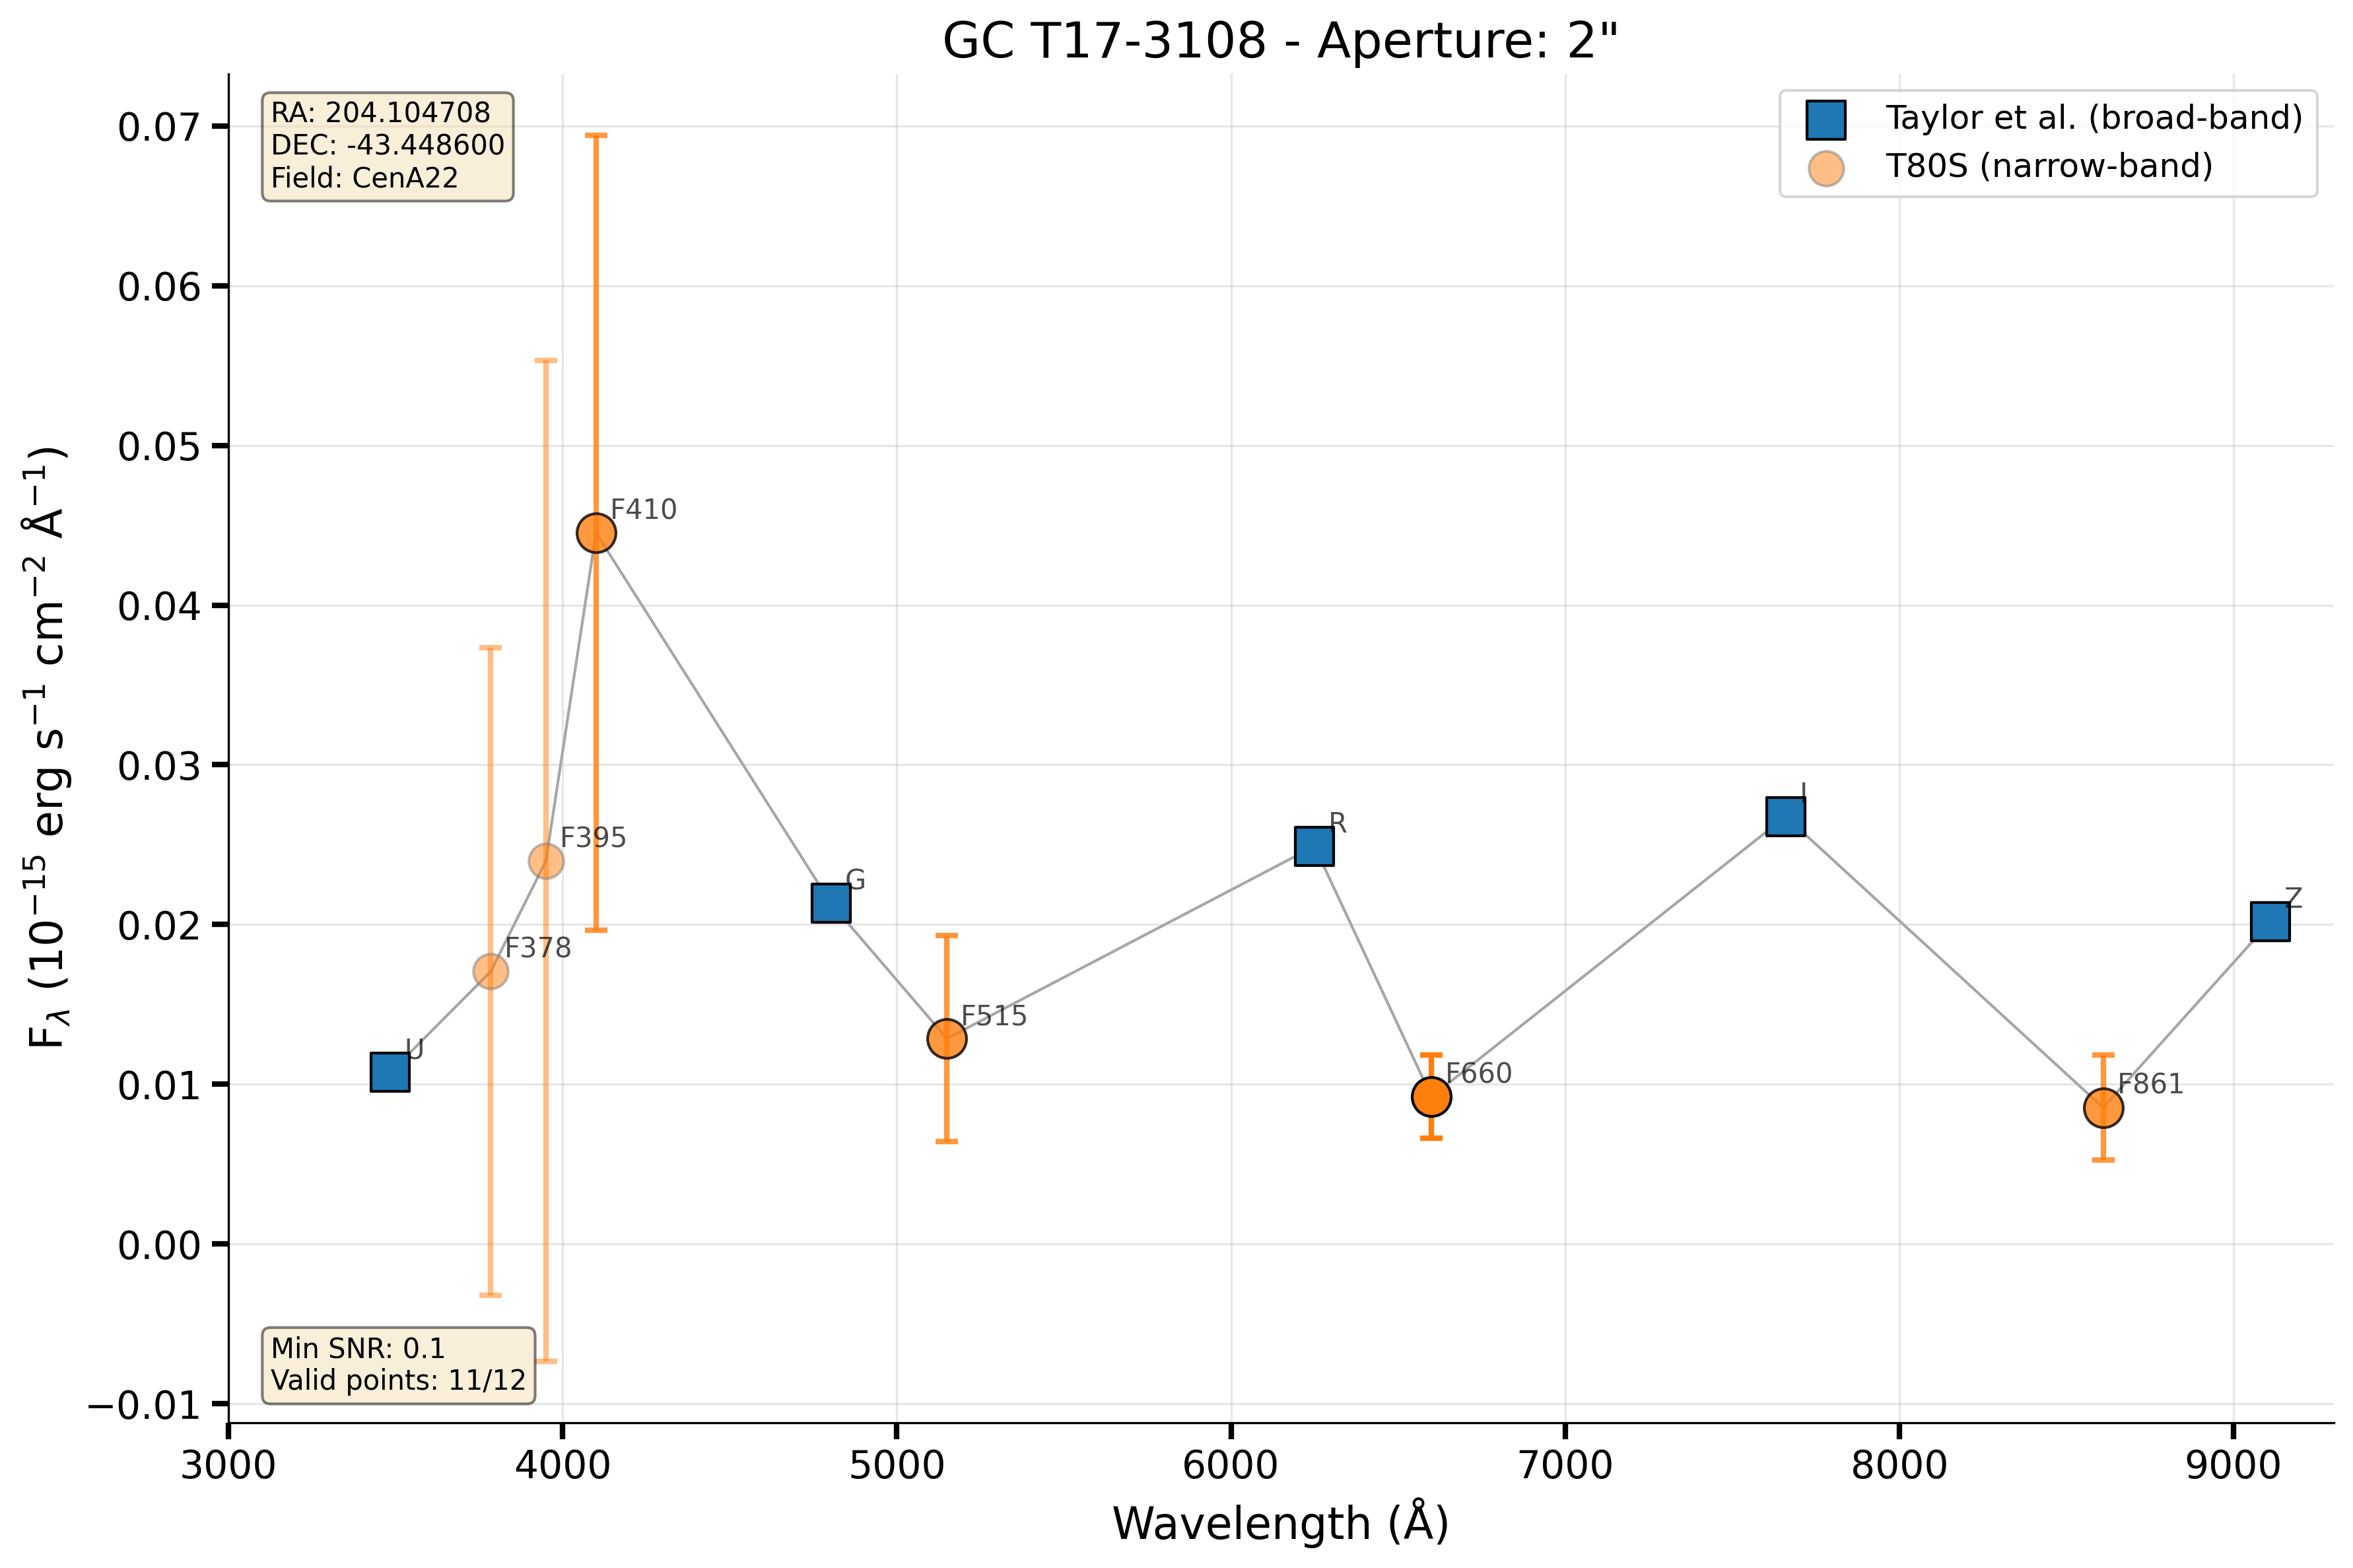 GC T17-3108 - Aperture: 2"
RA: 204.104708
DEC: -43.448600
Field: CenA22
Taylor et al. (broad-band)
T80S (narrow-band)
0.07
0.06
0.05
0.04
0.03
0.02
0.01
0.00
−0.01
F_λ (10⁻¹⁵ erg s⁻¹ cm⁻² Å⁻¹)
U
F378
F395
F410
G
F515
R
F660
I
F861
Z
Min SNR: 0.1
Valid points: 11/12
3000 4000 5000 6000 7000 8000 9000
Wavelength (Å)